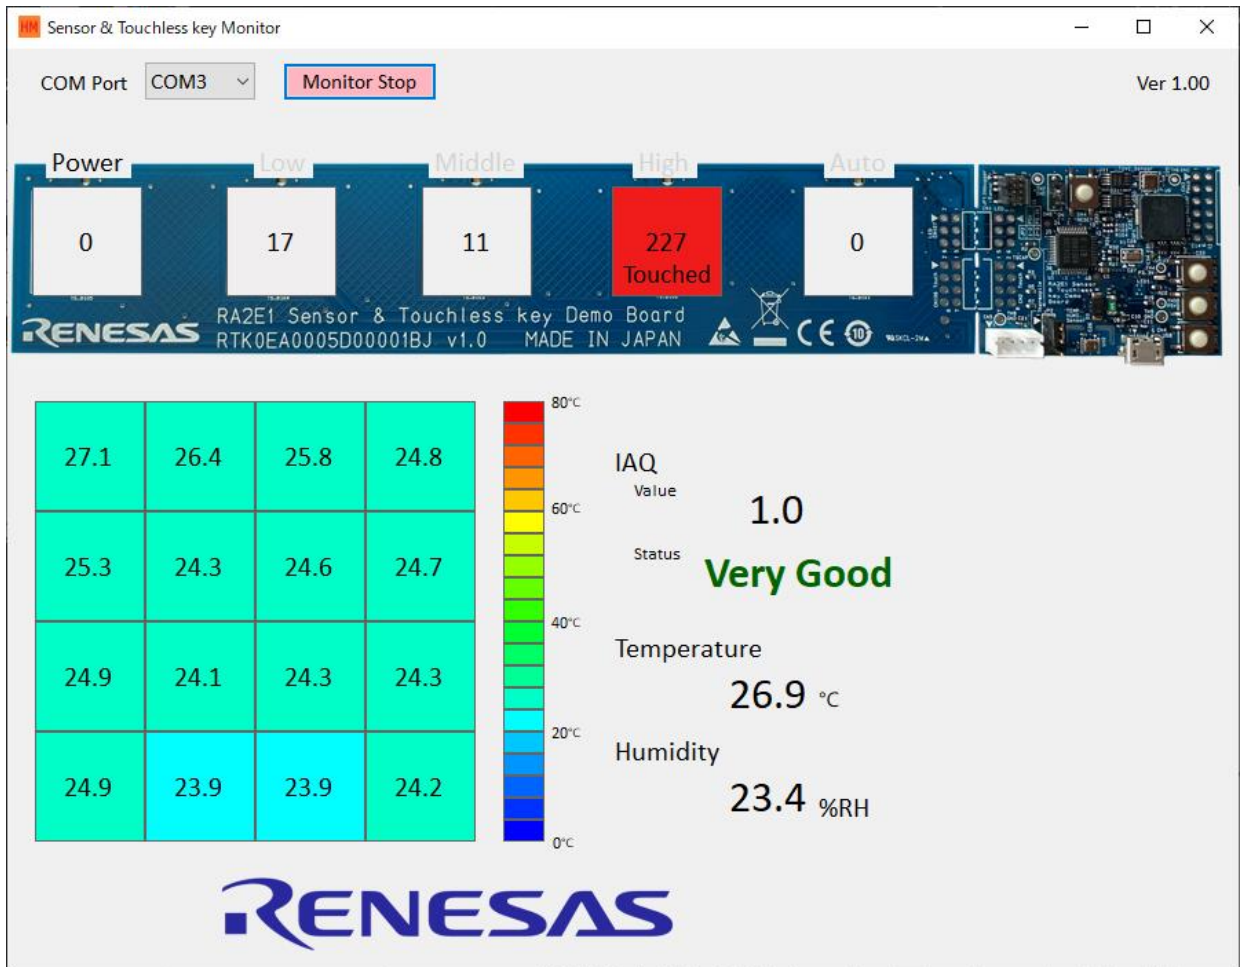 HM Sensor & Touchless key Monitor
COM Port COM3 Monitor Stop Ver 1.00
Power Low Middle High Auto
0 17 11 227 0
Touched
RENESAS
RA2E1 Sensor & Touchless key Demo Board
RTK0EA0005D00001BJ v1.0 MADE IN JAPAN
CE
10
27.1 26.4 25.8 24.8
25.3 24.3 24.6 24.7
24.9 24.1 24.3 24.3
24.9 23.9 23.9 24.2
80°C
60°C
40°C
20°C
0°C
IAQ
Value
1.0
Status
Very Good
Temperature
26.9 °C
Humidity
23.4 %RH
RENESAS